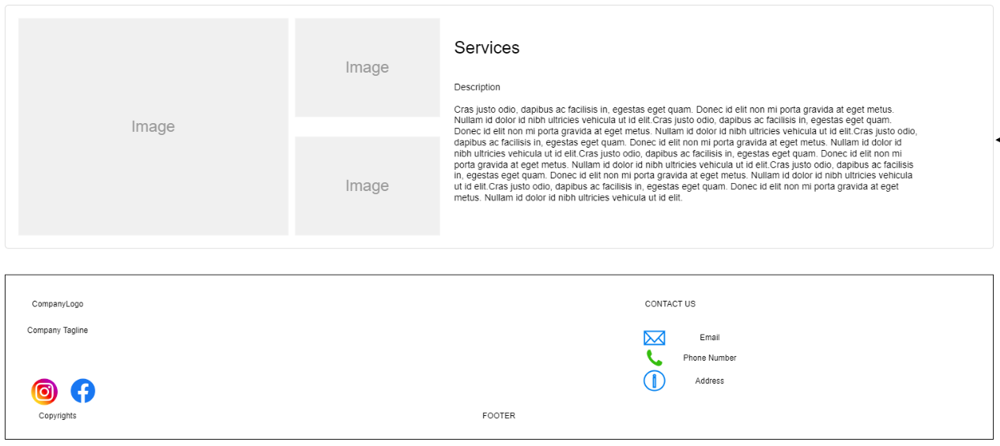 Image
Image
Image
Services
Description
Cras justo odio, dapibus ac facilisis in, egestas eget quam. Donec id elit non mi porta gravida at eget metus.
Nullam id dolor id nibh ultricies vehicula ut id elit.Cras justo odio, dapibus ac facilisis in, egestas eget quam.
Donec id elit non mi porta gravida at eget metus. Nullam id dolor id nibh ultricies vehicula ut id elit.Cras justo odio,
dapibus ac facilisis in, egestas eget quam. Donec id elit non mi porta gravida at eget metus. Nullam id dolor id
nibh ultricies vehicula ut id elit.Cras justo odio, dapibus ac facilisis in, egestas eget quam. Donec id elit non mi
porta gravida at eget metus. Nullam id dolor id nibh ultricies vehicula ut id elit.Cras justo odio, dapibus ac facilisis
in, egestas eget quam. Donec id elit non mi porta gravida at eget metus. Nullam id dolor id nibh ultricies vehicula
ut id elit.Cras justo odio, dapibus ac facilisis in, egestas eget quam. Donec id elit non mi porta gravida at eget
metus. Nullam id dolor id nibh ultricies vehicula ut id elit.
CompanyLogo
Company Tagline
Copyrights
FOOTER
CONTACT US
Email
Phone Number
Address